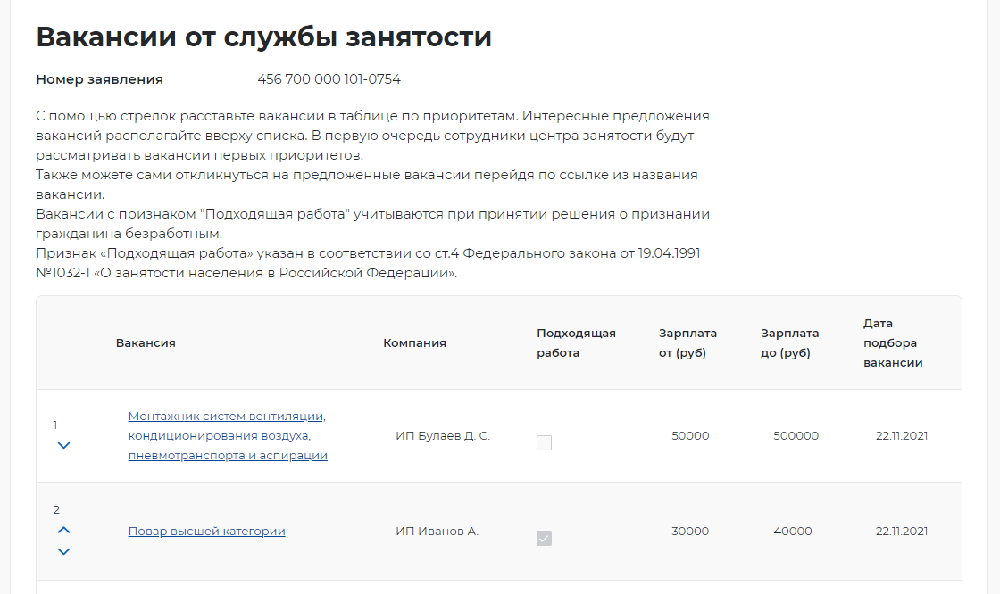 Вакансии от службы занятости
Номер заявления 456 700 000 101-0754
С помощью стрелок расставьте вакансии в таблице по приоритетам. Интересные предложения
вакансий располагайте вверху списка. В первую очередь сотрудники центра занятости будут
рассматривать вакансии первых приоритетов.
Также можете сами откликнуться на предложенные вакансии перейдя по ссылке из названия
вакансии.
Вакансии с признаком "Подходящая работа" учитываются при принятии решения о признании
гражданина безработным.
Признак «Подходящая работа» указан в соответствии со ст.4 Федерального закона от 19.04.1991
№1032-1 «О занятости населения в Российской Федерации».
Вакансия
Компания
Подходящая
работа
Зарплата
от (руб)
Зарплата
до (руб)
Дата
подбора
вакансии
1
Монтажник систем вентиляции,
кондиционирования воздуха,
пневмотранспорта и аспирации
ИП Булаев Д. С.
50000
500000
22.11.2021
2
Повар высшей категории
ИП Иванов А.
30000
40000
22.11.2021